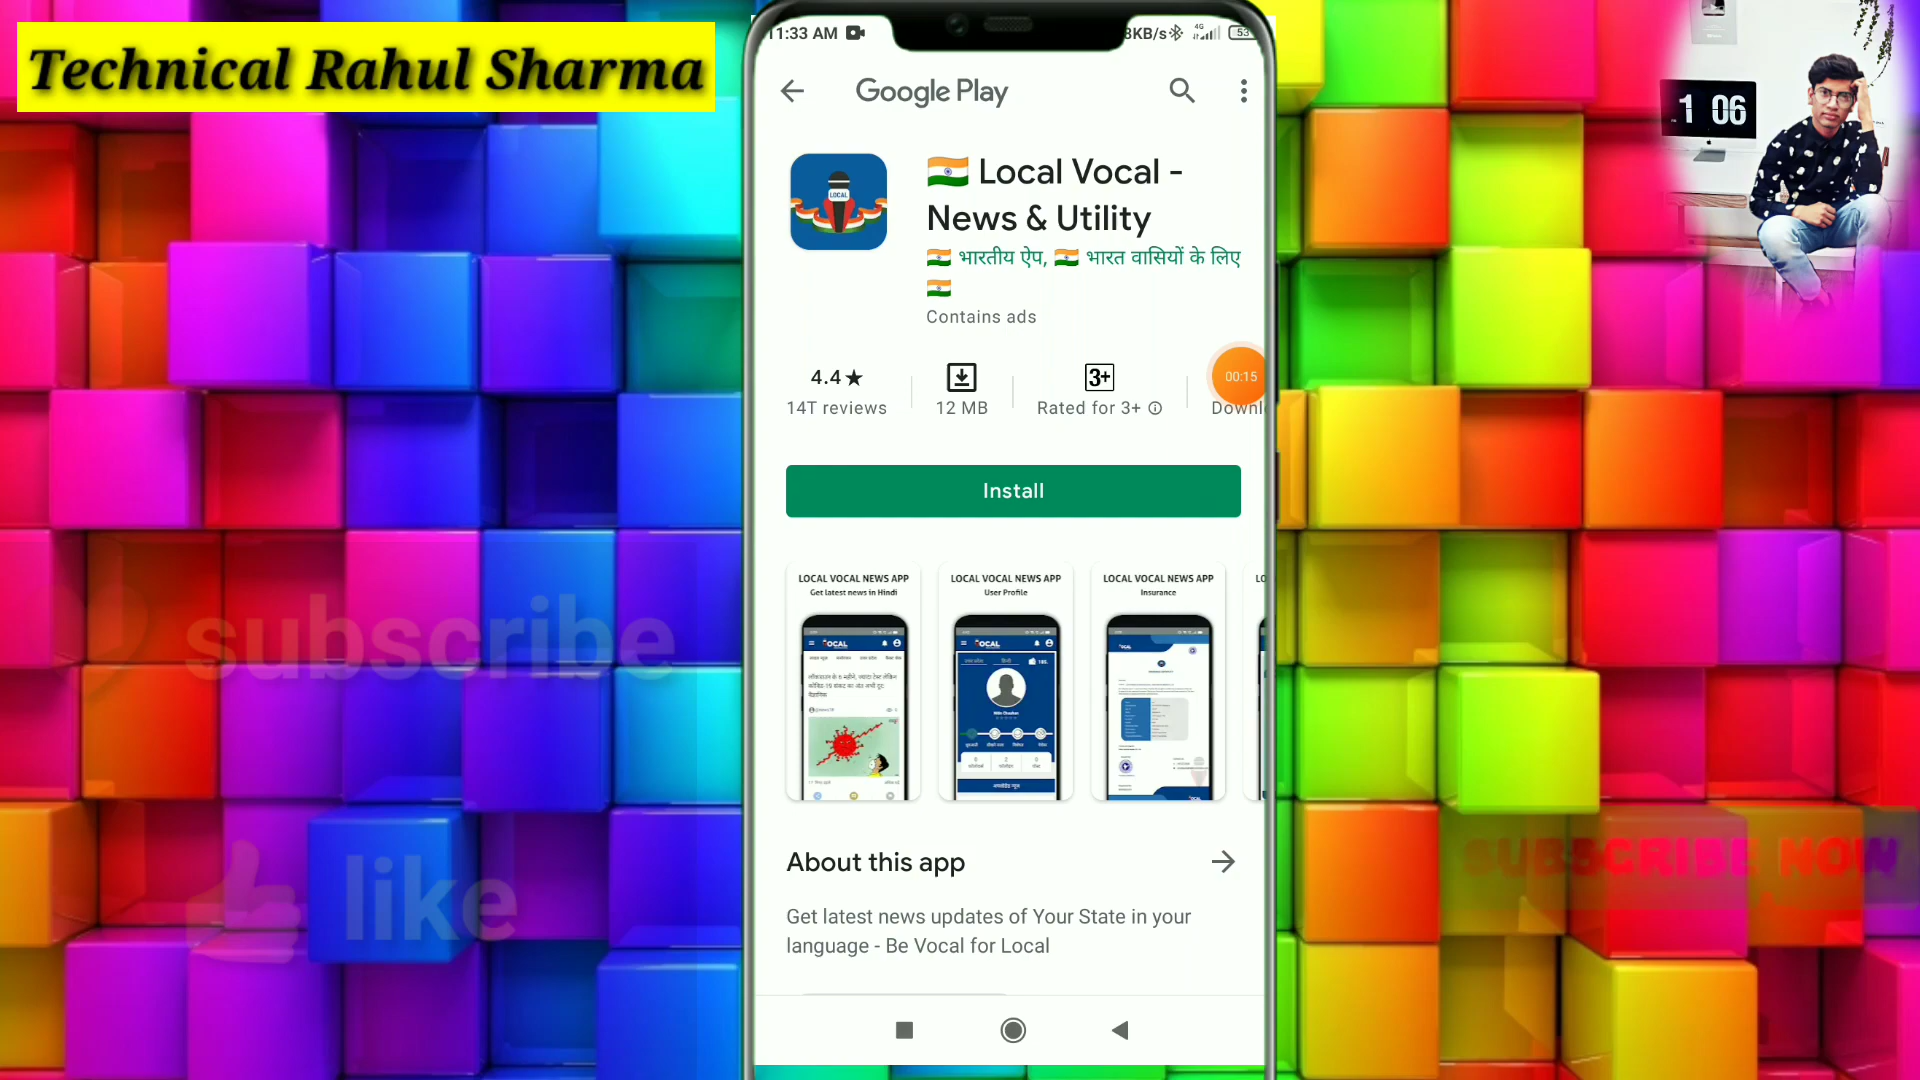 Technical Rahul Sharma
11:33 AM
KB/s
4G
53
1 06
Google Play
LOCAL
🇮🇳 Local Vocal -
News & Utility
🇮🇳 भारतीय ऐप, 🇮🇳 भारत वासियों के लिए
🇮🇳
Contains ads
4.4★
3+
00:15
14T reviews
12 MB
Rated for 3+
Downl
Install
LOCAL VOCAL NEWS APP
Get latest news in Hindi
LOCAL VOCAL NEWS APP
User Profile
LOCAL VOCAL NEWS APP
Insurance
LO
subscribe
like
SUBSCRIBE NOW
About this app
Get latest news updates of Your State in your
language - Be Vocal for Local